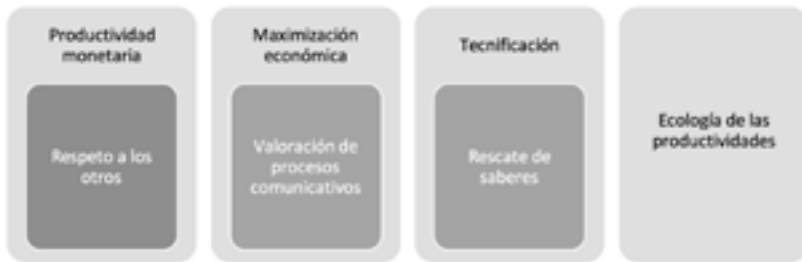 Productividad
monetaria
Respeto a los
otros
Maximización
económica
Valoración de
procesos
comunicativos
Tecnificación
Rescate de
saberes
Ecología de las
productividades